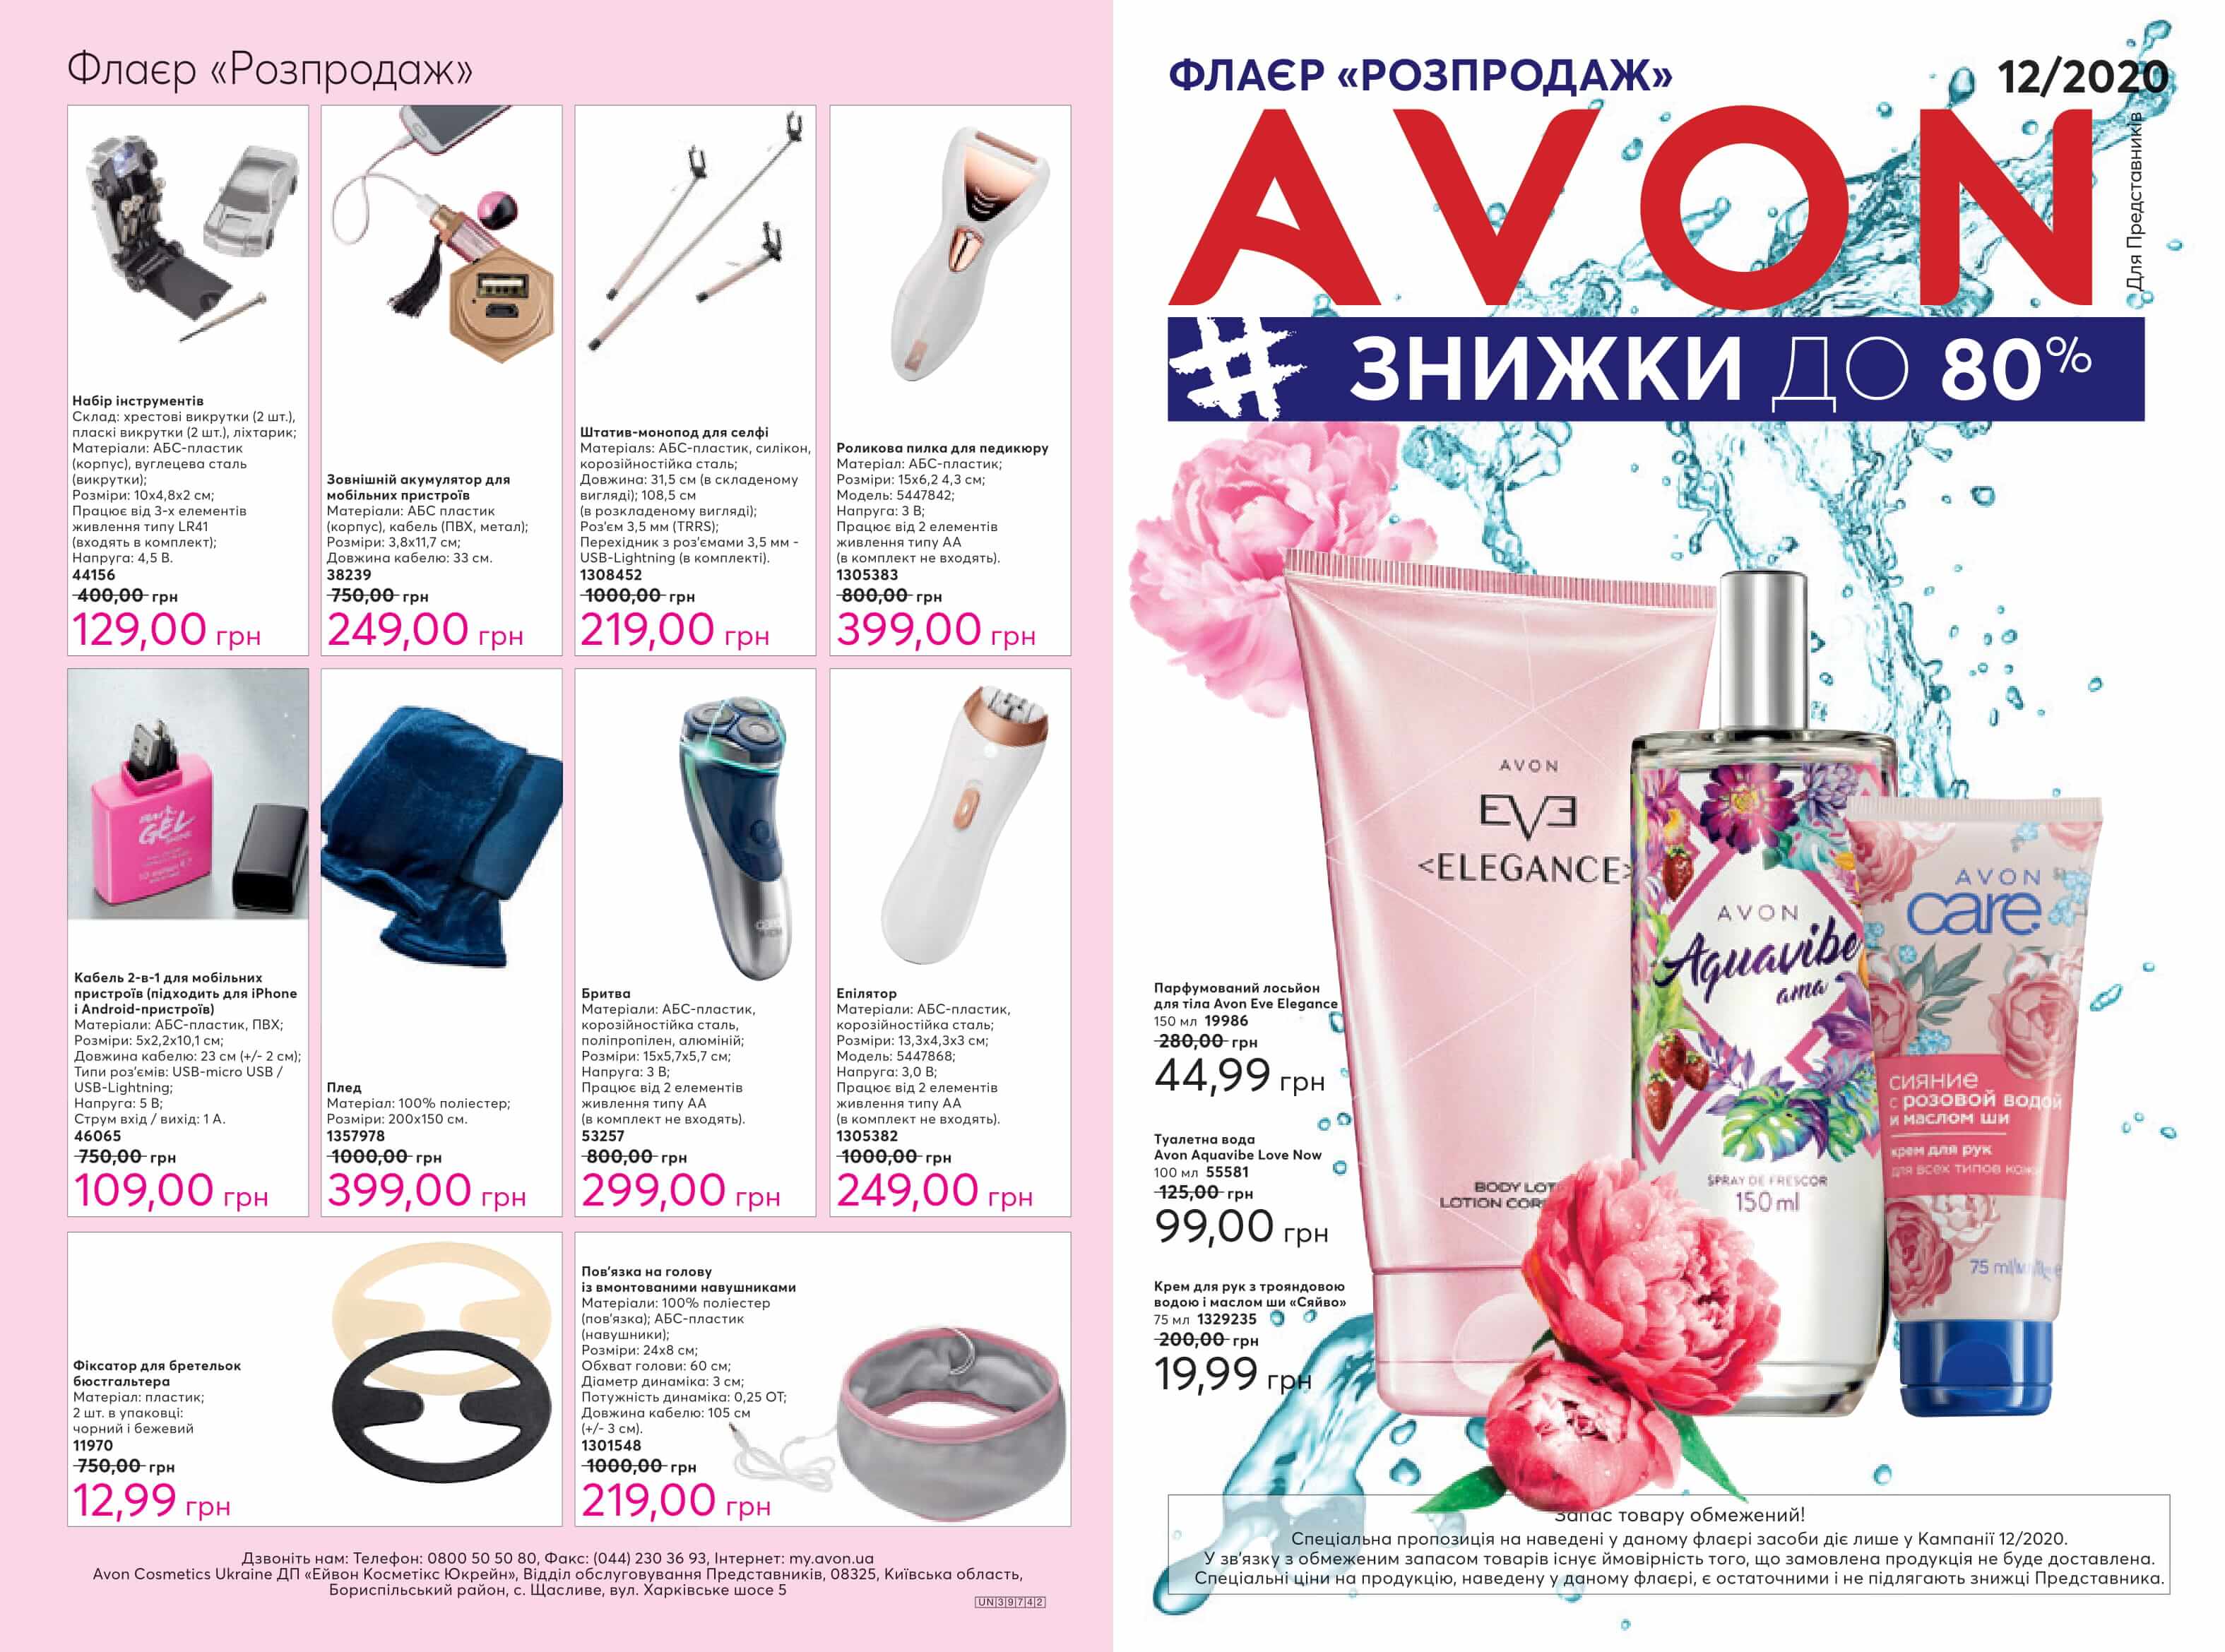 Флаєр «Розпродаж»
Набір інструментів
Склад: хрестові викрутки (2 шт.),
пласкі викрутки (2 шт.), ліхтарик;
Матеріали: АБС-пластик
(корпус), вуглецева сталь
(викрутки);
Розміри: 10х4,8х2 см;
Працює від 3-х елементів
живлення типу LR41
(входять в комплект);
Напруга: 4,5 В.
44156
400,00 грн
129,00 грн
Зовнішній акумулятор для
мобільних пристроїв
Матеріали: АБС пластик
(корпус), кабель (ПВХ, метал);
Розміри: 3,8х11,7 см;
Довжина кабелю: 33 см.
38239
750,00 грн
249,00 грн
Штатив-монопод для селфі
Матеріалs: АБС-пластик, силікон,
корозійностійка сталь;
Довжина: 31,5 см (в складеному
вигляді); 108,5 см
(в розкладеному вигляді);
Роз'єм 3,5 мм (TRRS);
Перехідник з роз'ємами 3,5 мм -
USB-Lightning (в комплекті).
1308452
1000,00 грн
219,00 грн
Роликова пилка для педикюру
Матеріал: АБС-пластик;
Розміри: 15х6,2 4,3 см;
Модель: 5447842;
Напруга: 3 В;
Працює від 2 елементів
живлення типу АА
(в комплект не входять).
1305383
800,00 грн
399,00 грн
GEL
Кабель 2-в-1 для мобільних
пристроїв (підходить для iPhone
і Android-пристроїв)
Матеріали: АБС-пластик, ПВХ;
Розміри: 5х2,2х10,1 см;
Довжина кабелю: 23 см (+/- 2 см);
Типи роз'ємів: USB-micro USB /
USB-Lightning;
Напруга: 5 В;
Струм вхід / вихід: 1 А.
46065
750,00 грн
109,00 грн
Плед
Матеріал: 100% поліестер;
Розміри: 200х150 см.
1357978
1000,00 грн
399,00 грн
Бритва
Матеріали: АБС-пластик,
корозійностійка сталь,
поліпропілен, алюміній;
Розміри: 15х5,7х5,7 см;
Напруга: 3 В;
Працює від 2 елементів
живлення типу АА
(в комплект не входять).
53257
800,00 грн
299,00 грн
Епілятор
Матеріали: АБС-пластик,
корозійностійка сталь;
Розміри: 13,3х4,3х3 см;
Модель: 5447868;
Напруга: 3,0 В;
Працює від 2 елементів
живлення типу АА
(в комплект не входять).
1305382
1000,00 грн
249,00 грн
Фіксатор для бретельок
бюстгальтера
Матеріал: пластик;
2 шт. в упаковці:
чорний і бежевий
11970
750,00 грн
12,99 грн
Пов'язка на голову
із вмонтованими навушниками
Матеріали: 100% поліестер
(пов'язка); АБС-пластик
(навушники);
Розміри: 24х8 см;
Обхват голови: 60 см;
Діаметр динаміка: 3 см;
Потужність динаміка: 0,25 ОТ;
Довжина кабелю: 105 см
(+/- 3 см).
1301548
1000,00 грн
219,00 грн
Дзвоніть нам: Телефон: 0800 50 50 80, Факс: (044) 230 36 93, Інтернет: my.avon.ua
Avon Cosmetics Ukraine ДП «Ейвон Косметікс Юкрейн», Відділ обслуговування Представників, 08325, Київська область,
Бориспільський район, с. Щасливе, вул. Харківське шосе 5
UN39742
ФЛАЄР «РОЗПРОДАЖ»
12/2020
AVON
Для Представників
# ЗНИЖКИ ДО 80%
AVON
EVE
<ELEGANCE>
BODY LOT
LOTION COR
AVON
Aquavibe
ama
SPRAY DE FRESCOR
150 ml
AVON
care
СИЯНИЕ
С РОЗОВОЙ ВОДОЙ
И МАСЛОМ ШИ
КРЕМ ДЛЯ РУК
ДЛЯ ВСЕХ ТИПОВ КОЖИ
75 ml
Парфумований лосьйон
для тіла Avon Eve Elegance
150 мл 19986
280,00 грн
44,99 грн
Туалетна вода
Avon Aquavibe Love Now
100 мл 55581
125,00 грн
99,00 грн
Крем для рук з трояндовою
водою і маслом ши «Сяйво»
75 мл 1329235
200,00 грн
19,99 грн
Запас товару обмежений!
Спеціальна пропозиція на наведені у даному флаєрі засоби діє лише у Кампанії 12/2020.
У зв'язку з обмеженим запасом товарів існує ймовірність того, що замовлена продукція не буде доставлена.
Спеціальні ціни на продукцію, наведену у даному флаєрі, є остаточними і не підлягають знижці Представника.